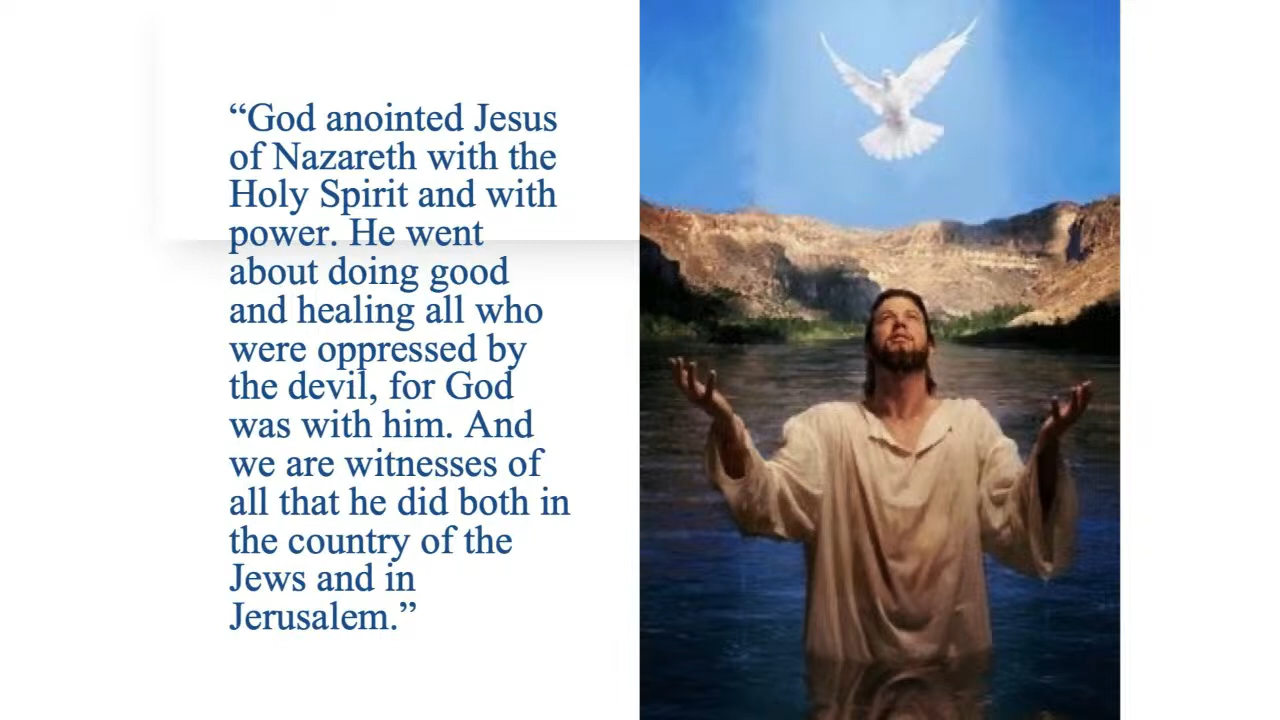 “God anointed Jesus
of Nazareth with the
Holy Spirit and with
power. He went
about doing good
and healing all who
were oppressed by
the devil, for God
was with him. And
we are witnesses of
all that he did both in
the country of the
Jews and in
Jerusalem.”